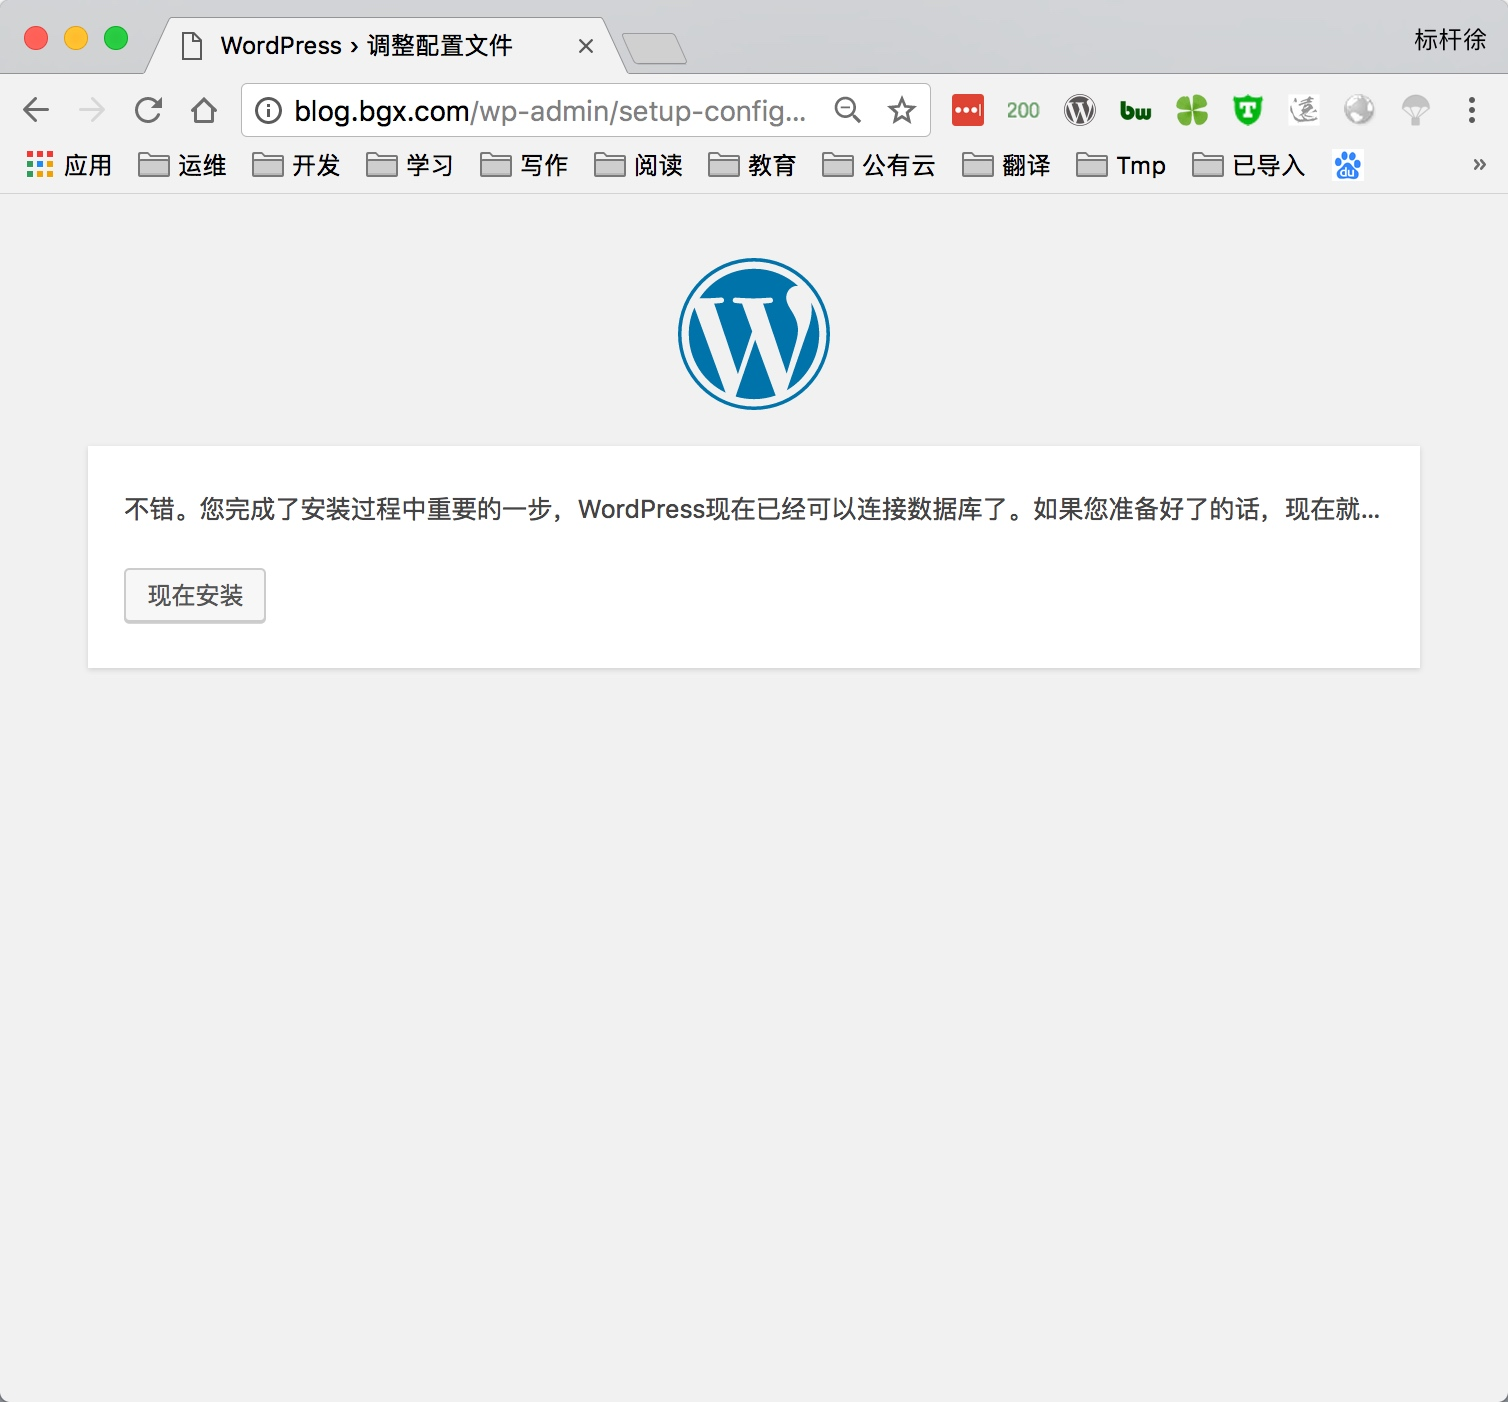 WordPress › 调整配置文件
标杆徐
blog.bgx.com/wp-admin/setup-config...
200
bw
T
应用
运维
开发
学习
写作
阅读
教育
公有云
翻译
Tmp
已导入
du
»
不错。您完成了安装过程中重要的一步，WordPress现在已经可以连接数据库了。如果您准备好了的话，现在就...
现在安装